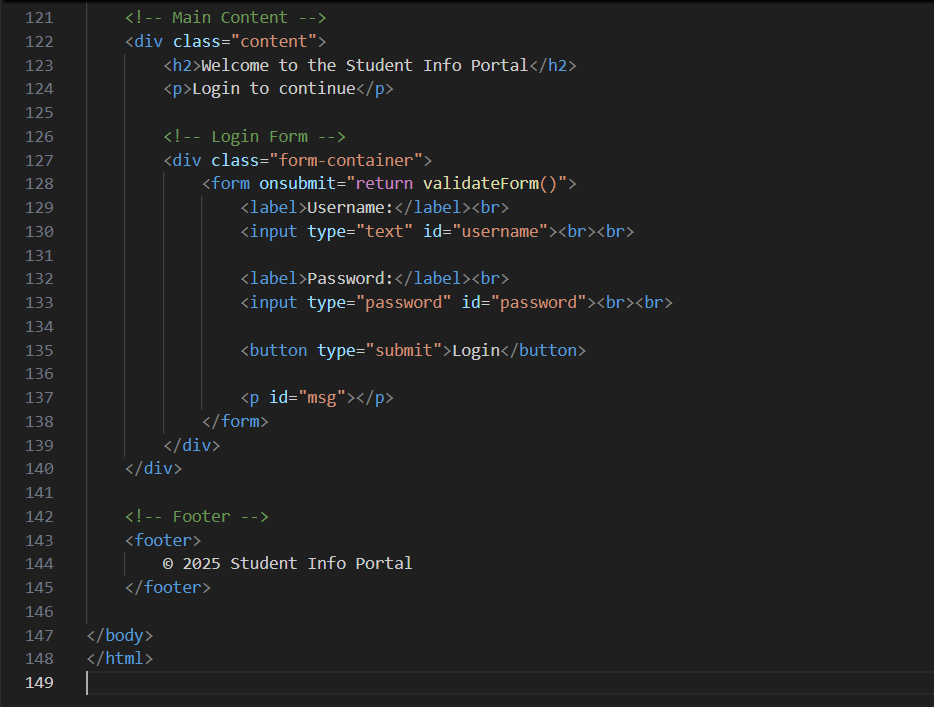 121 <!-- Main Content -->
122 <div class="content">
123 <h2>Welcome to the Student Info Portal</h2>
124 <p>Login to continue</p>
125
126 <!-- Login Form -->
127 <div class="form-container">
128 <form onsubmit="return validateForm()">
129 <label>Username:</label><br>
130 <input type="text" id="username"><br><br>
131
132 <label>Password:</label><br>
133 <input type="password" id="password"><br><br>
134
135 <button type="submit">Login</button>
136
137 <p id="msg"></p>
138 </form>
139 </div>
140 </div>
141
142 <!-- Footer -->
143 <footer>
144 © 2025 Student Info Portal
145 </footer>
146
147 </body>
148 </html>
149